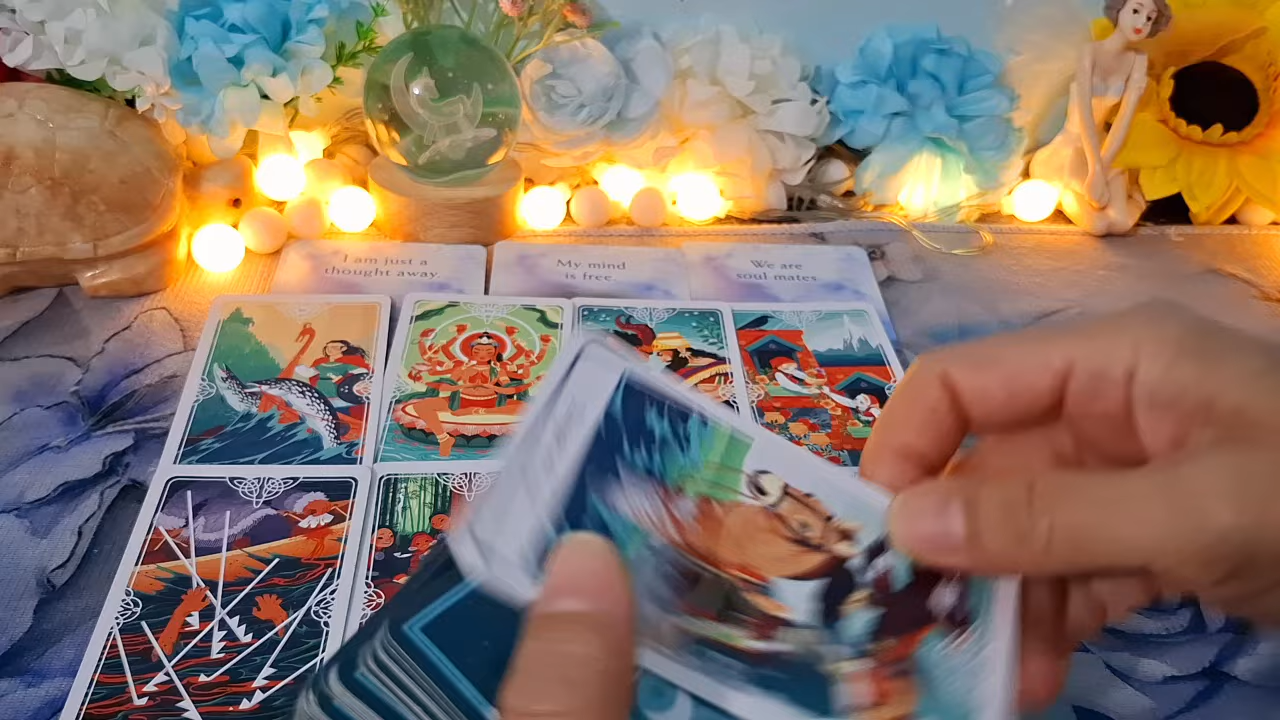 I am just a
thought away.
My mind
is free.
We are
soul mates.